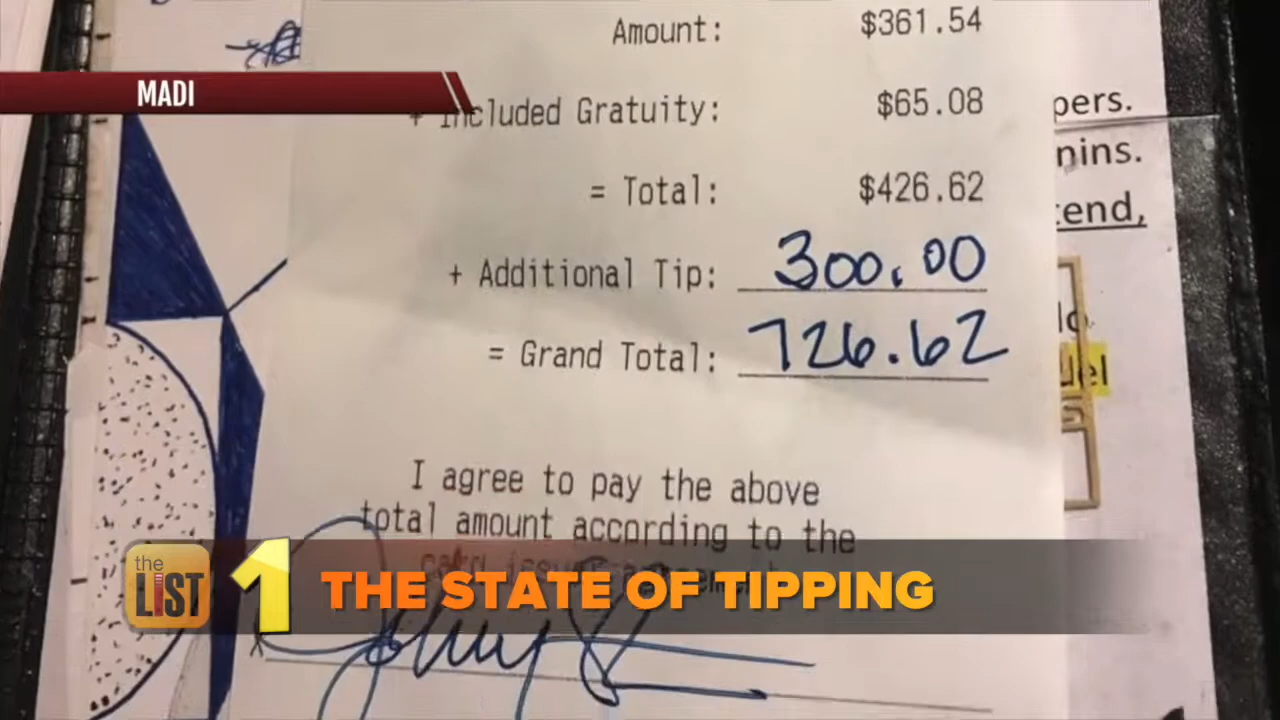 Amount: $361.54
MADI
+ Included Gratuity: $65.08
= Total: $426.62
+ Additional Tip: 300.00
= Grand Total: 726.62
pers.
nins.
tend,
I agree to pay the above
total amount according to the
the LIST 1 THE STATE OF TIPPING